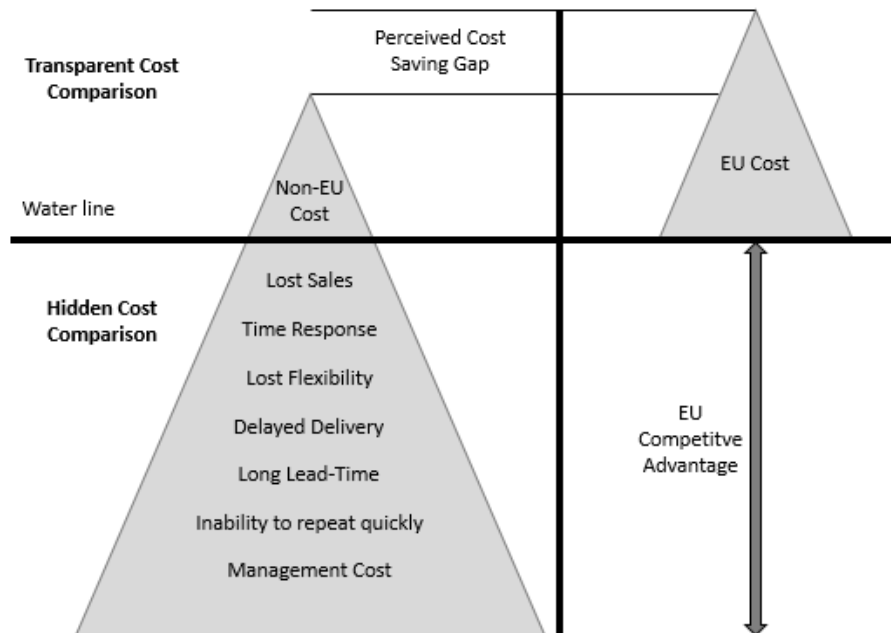 Transparent Cost
Comparison
Perceived Cost
Saving Gap
Non-EU
Cost
EU Cost
Water line
Hidden Cost
Comparison
Lost Sales
Time Response
Lost Flexibility
Delayed Delivery
Long Lead-Time
Inability to repeat quickly
Management Cost
EU
Competitve
Advantage